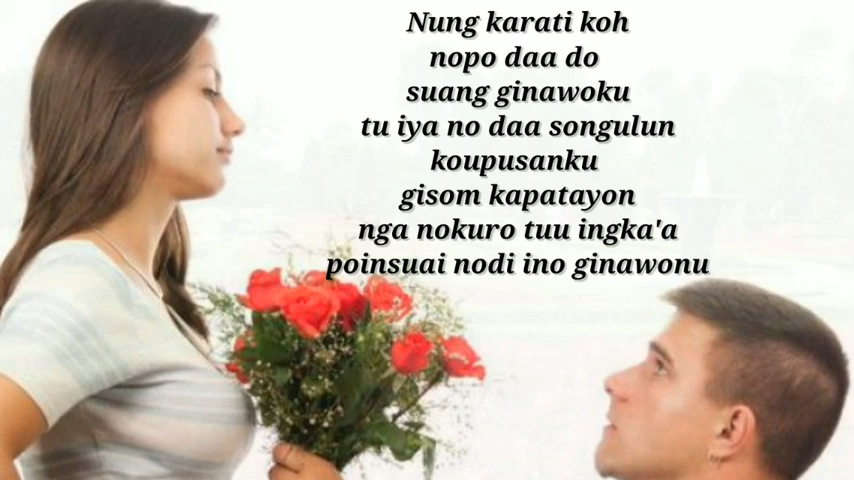 Nung karati koh
nopo daa do
suang ginawoku
tu iya no daa songulun
koupusanku
gisom kapatayon
nga nokuro tuu ingka'a
poinsuai nodi ino ginawonu